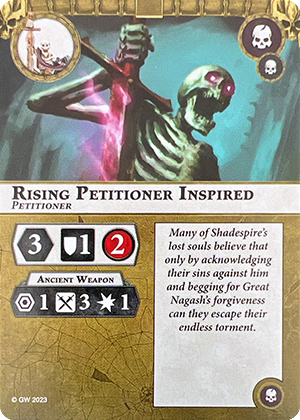 Rising Petitioner Inspired
Petitioner
3 1 2
Ancient Weapon
1 3 1
Many of Shadespire's
lost souls believe that
only by acknowledging
their sins against him
and begging for Great
Nagash's forgiveness
can they escape their
endless torment.
© GW 2023